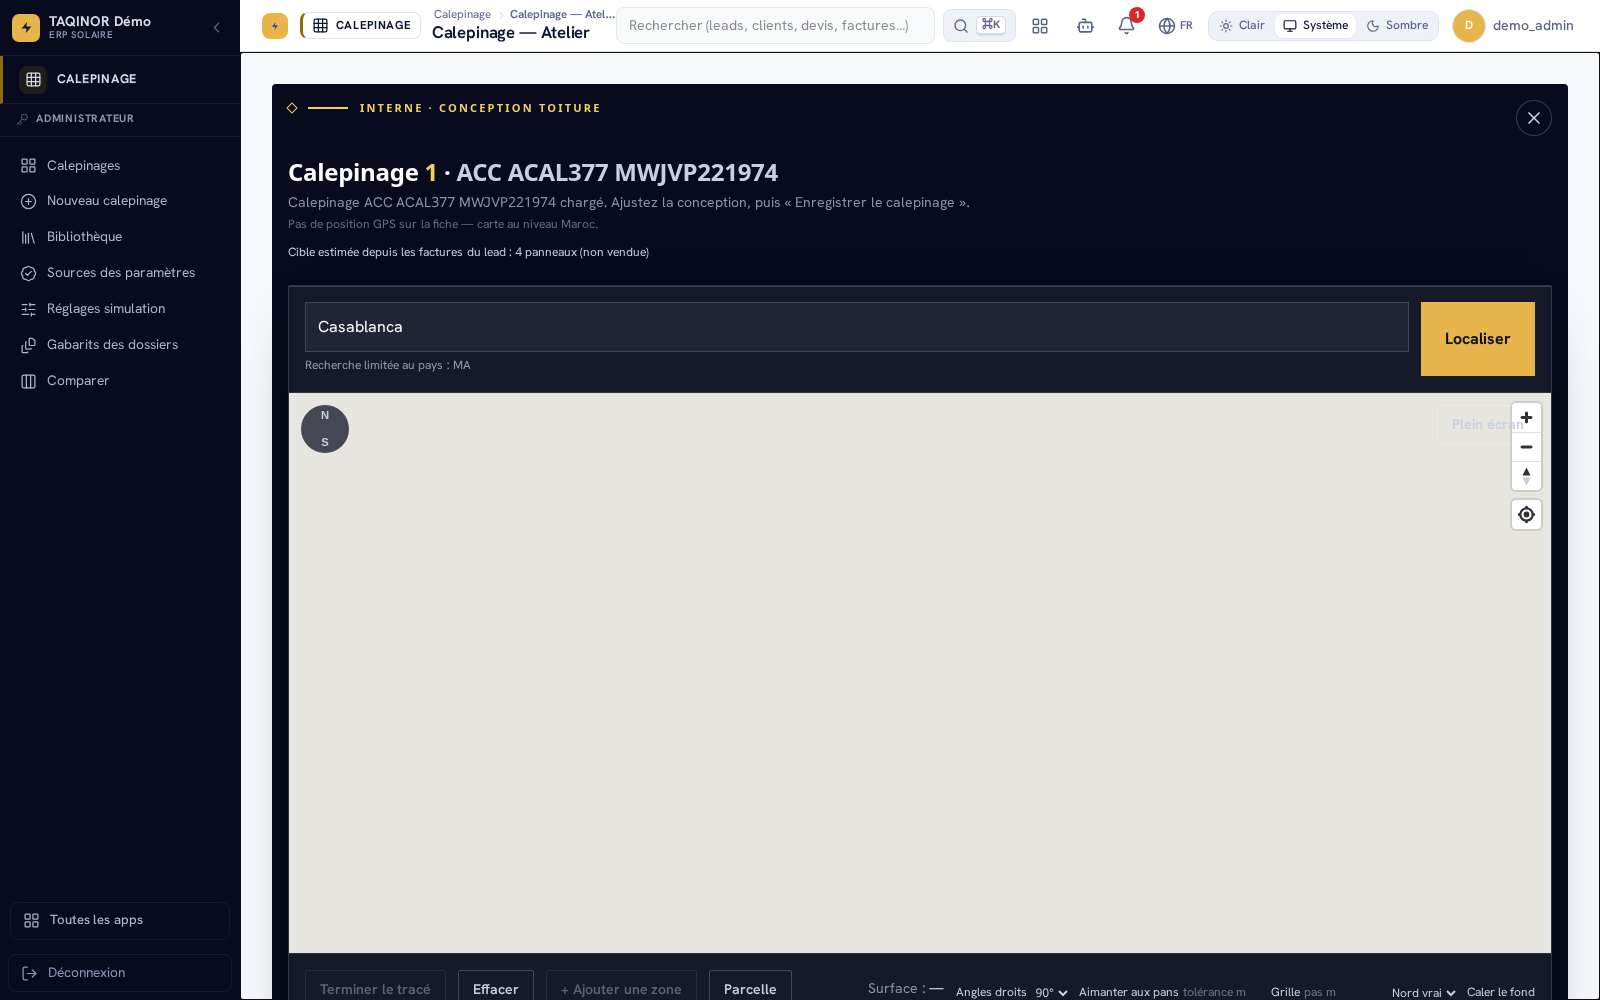 TAQINOR Démo
ERP SOLAIRE
CALEPINAGE
ADMINISTRATEUR
Calepinages
Nouveau calepinage
Bibliothèque
Sources des paramètres
Réglages simulation
Gabarits des dossiers
Comparer
Toutes les apps
Déconnexion
CALEPINAGE
Calepinage
Calepinage — Atel...
Calepinage — Atelier
Rechercher (leads, clients, devis, factures...)
⌘K
1
FR
Clair
Système
Sombre
D
demo_admin
INTERNE · CONCEPTION TOITURE
Calepinage 1 · ACC ACAL377 MWJVP221974
Calepinage ACC ACAL377 MWJVP221974 chargé. Ajustez la conception, puis « Enregistrer le calepinage ».
Pas de position GPS sur la fiche — carte au niveau Maroc.
Cible estimée depuis les factures du lead : 4 panneaux (non vendue)
Casablanca
Localiser
Recherche limitée au pays : MA
N
S
Plein écran
Terminer le tracé
Effacer
+ Ajouter une zone
Parcelle
Surface : —
Angles droits
90°
Aimanter aux pans
tolérance m
Grille
pas m
Nord vrai
Caler le fond